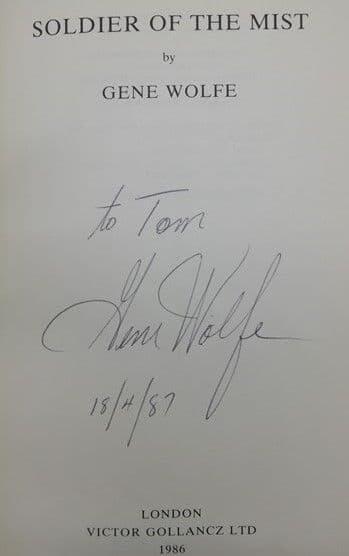 SOLDIER OF THE MIST
by
GENE WOLFE
to Tom
Gene Wolfe
18/4/87
LONDON
VICTOR GOLLANCZ LTD
1986